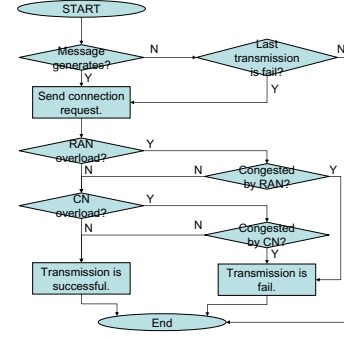 START
Message
generates?
N
Last
transmission
is fail?
N
Y
Y
Send connection
request.
RAN
overload?
Y
N
N
Congested
by RAN?
Y
CN
overload?
Y
N
N
Congested
by CN?
Y
Transmission is
successful.
Transmission is
fail.
End